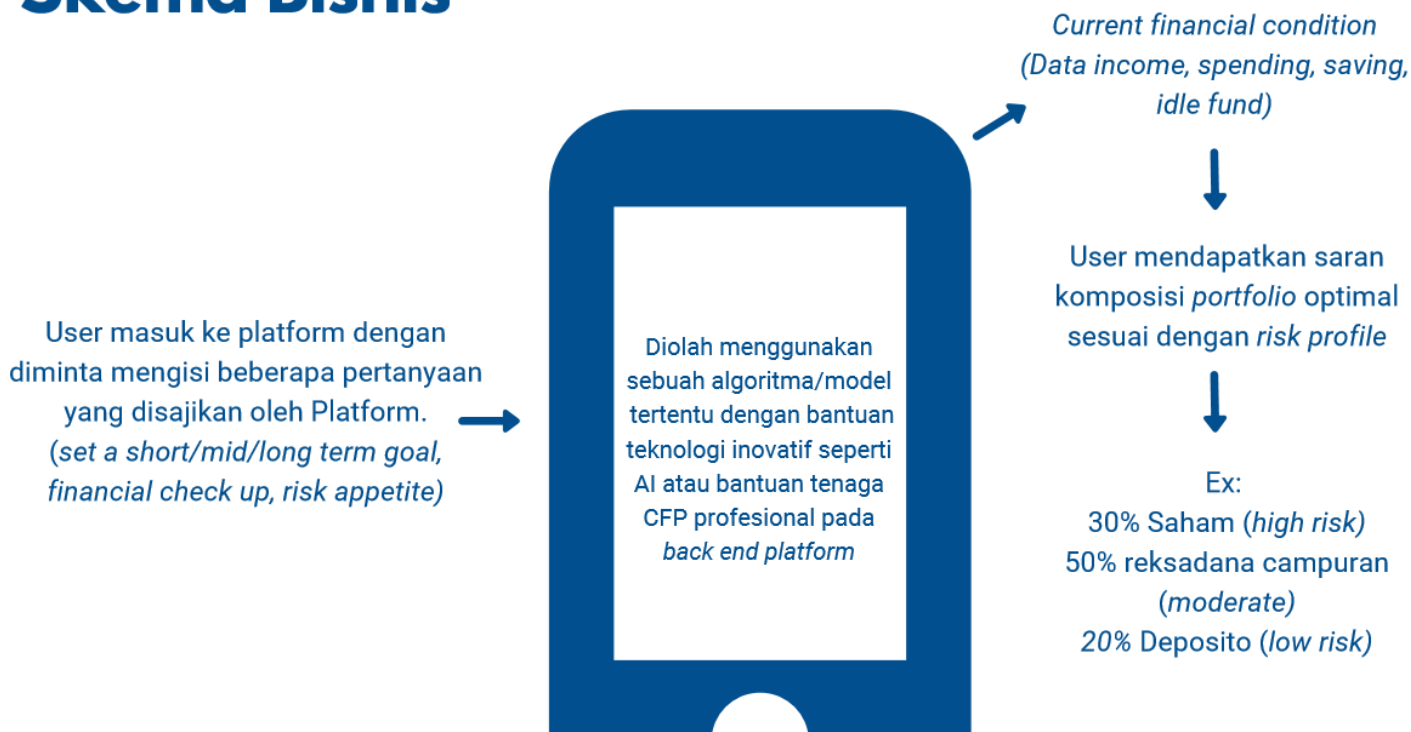 Skema Bisnis
User masuk ke platform dengan
diminta mengisi beberapa pertanyaan
yang disajikan oleh Platform.
(set a short/mid/long term goal,
financial check up, risk appetite)
Diolah menggunakan
sebuah algoritma/model
tertentu dengan bantuan
teknologi inovatif seperti
AI atau bantuan tenaga
CFP profesional pada
back end platform
Current financial condition
(Data income, spending, saving,
idle fund)
User mendapatkan saran
komposisi portfolio optimal
sesuai dengan risk profile
Ex:
30% Saham (high risk)
50% reksadana campuran
(moderate)
20% Deposito (low risk)